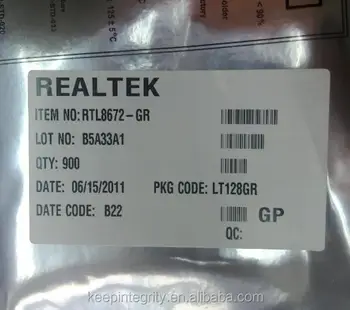 REALTEK
ITEM NO: RTL8672-GR
LOT NO: B5A33A1
QTY: 900
DATE: 06/15/2011 PKG CODE: LT128GR
DATE CODE: B22
GP
QC:
keepintegrity.en.alibaba.com